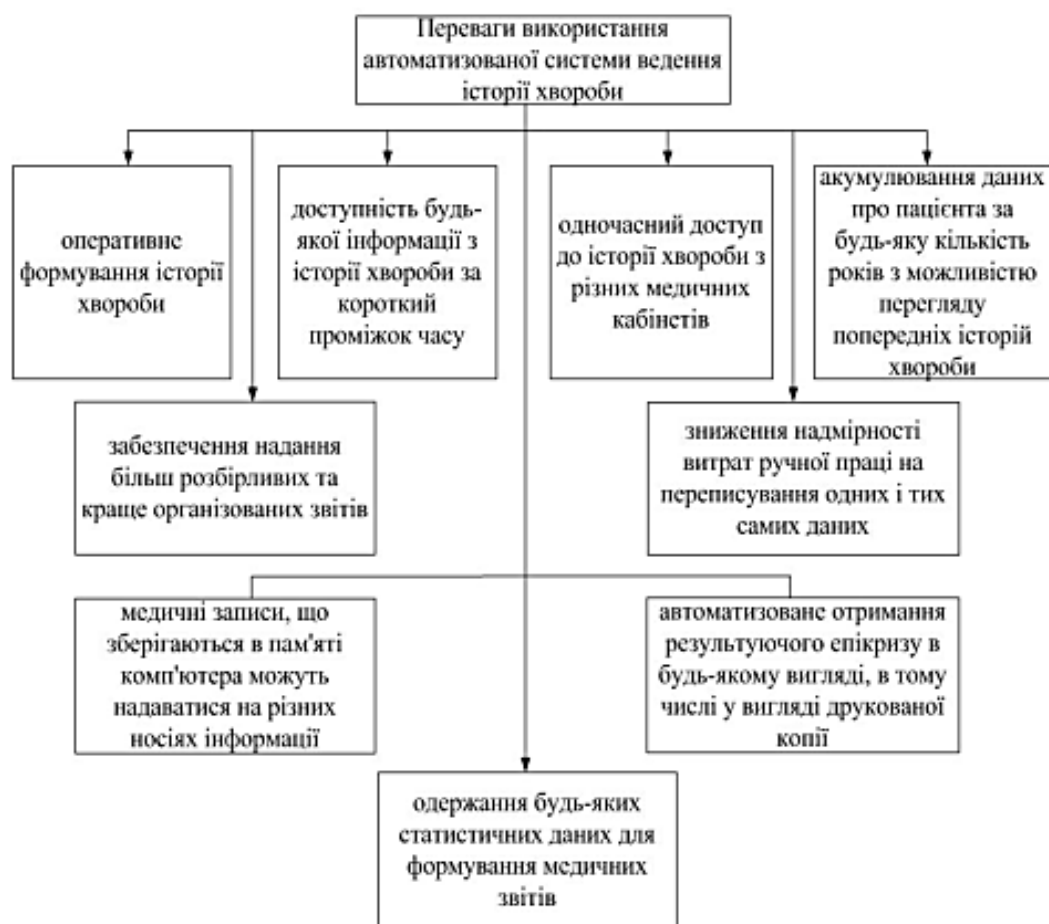 Переваги використання
автоматизованої системи ведення
історії хвороби
оперативне
формування історії
хвороби
доступність будь-
якої інформації з
історії хвороби за
короткий
проміжок часу
одночасний доступ
до історії хвороби з
різних медичних
кабінетів
акумулювання даних
про пацієнта за
будь-яку кількість
років з можливістю
перегляду
попередніх історій
хвороби
забезпечення надання
більш розбірливих та
краще організованих звітів
зниження надмірності
витрат ручної праці на
переписування одних і тих
самих даних
медичні записи, що
зберігаються в пам'яті
комп'ютера можуть
надаватися на різних
носіях інформації
автоматизоване отримання
результуючого епікризу в
будь-якому вигляді, в тому
числі у вигляді друкованої
копії
одержання будь-яких
статистичних даних для
формування медичних
звітів